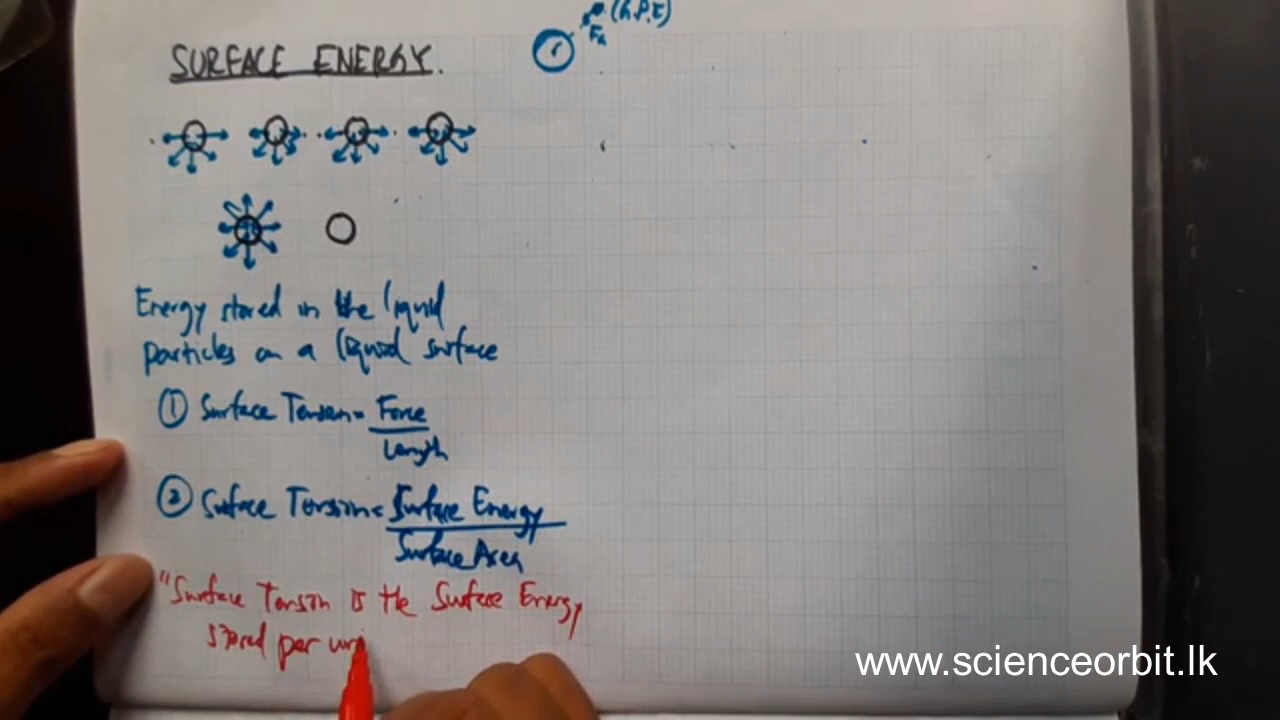 (G.P.E)
SURFACE ENERGY.
Energy stored in the liquid
particles on a liquid surface
① Surface Tension = Force
Length
② Surface Tension = Surface Energy
Surface Area
"Surface Tension is the Surface Energy
stored per
www.scienceorbit.lk